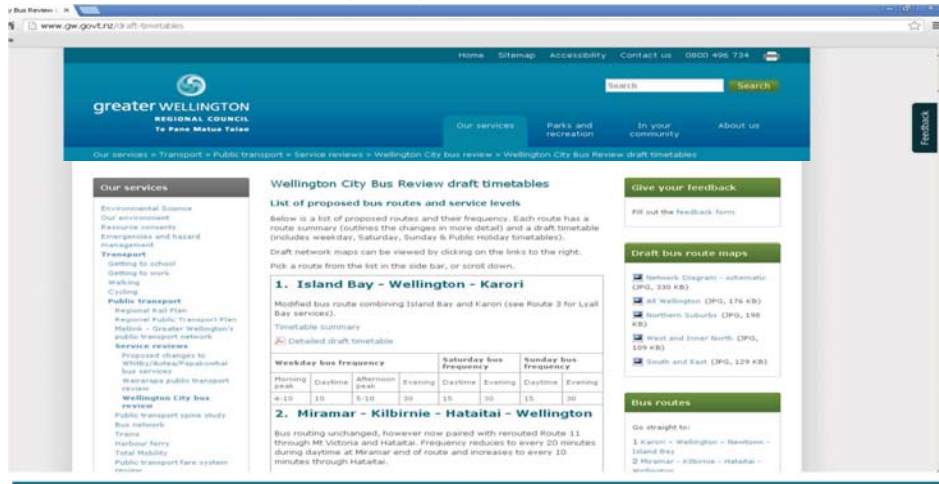 y Bus Review
www.gw.govt.nz/draft-timetables
Home Sitemap Accessibility Contact us 0800 496 734
Search Search
greater WELLINGTON
REGIONAL COUNCIL
Te Pane Matua Taiao
Our services
Parks and recreation
In your community
About us
Feedback
Our services » Transport » Public transport » Service reviews » Wellington City bus review » Wellington City Bus Review draft timetables
Our services
Environmental Science
Our environment
Resource consents
Emergencies and hazard
management
Transport
Getting to school
Getting to work
Walking
Cycling
Public transport
Regional Rail Plan
Regional Public Transport Plan
Metlink - Greater Wellington's
public transport network
Service reviews
Proposed changes to
Whitby/Aotea/Papakowhai
bus services
Wairarapa public transport
review
Wellington City bus
review
Public transport spine study
Bus network
Trains
Harbour ferry
Total Mobility
Public transport fare system
review
Wellington City Bus Review draft timetables
List of proposed bus routes and service levels
Below is a list of proposed routes and their frequency. Each route has a
route summary (outlines the changes in more detail) and a draft timetable
(includes weekday, Saturday, Sunday & Public Holiday timetables).
Draft network maps can be viewed by clicking on the links to the right.
Pick a route from the list in the side bar, or scroll down.
1. Island Bay - Wellington - Karori
Modified bus route combining Island Bay and Karori (see Route 3 for Lyall
Bay services).
Timetable summary
Detailed draft timetable
Weekday bus frequency Saturday bus frequency Sunday bus frequency
Morning peak Daytime Afternoon peak Evening Daytime Evening Daytime Evening
4-10 10 5-10 30 15 30 15 30
2. Miramar - Kilbirnie - Hataitai - Wellington
Bus routing unchanged, however now paired with rerouted Route 11
through Mt Victoria and Hataitai. Frequency reduces to every 20 minutes
during daytime at Miramar end of route and increases to every 10
minutes through Hataitai.
Give your feedback
Fill out the feedback form.
Draft bus route maps
Network Diagram - schematic
(JPG, 330 KB)
All Wellington (JPG, 176 KB)
Northern Suburbs (JPG, 198
KB)
West and Inner North (JPG,
109 KB)
South and East (JPG, 129 KB)
Bus routes
Go straight to:
1 Karori - Wellington - Newtown -
Island Bay
2 Miramar - Kilbirnie - Hataitai -
Wellington